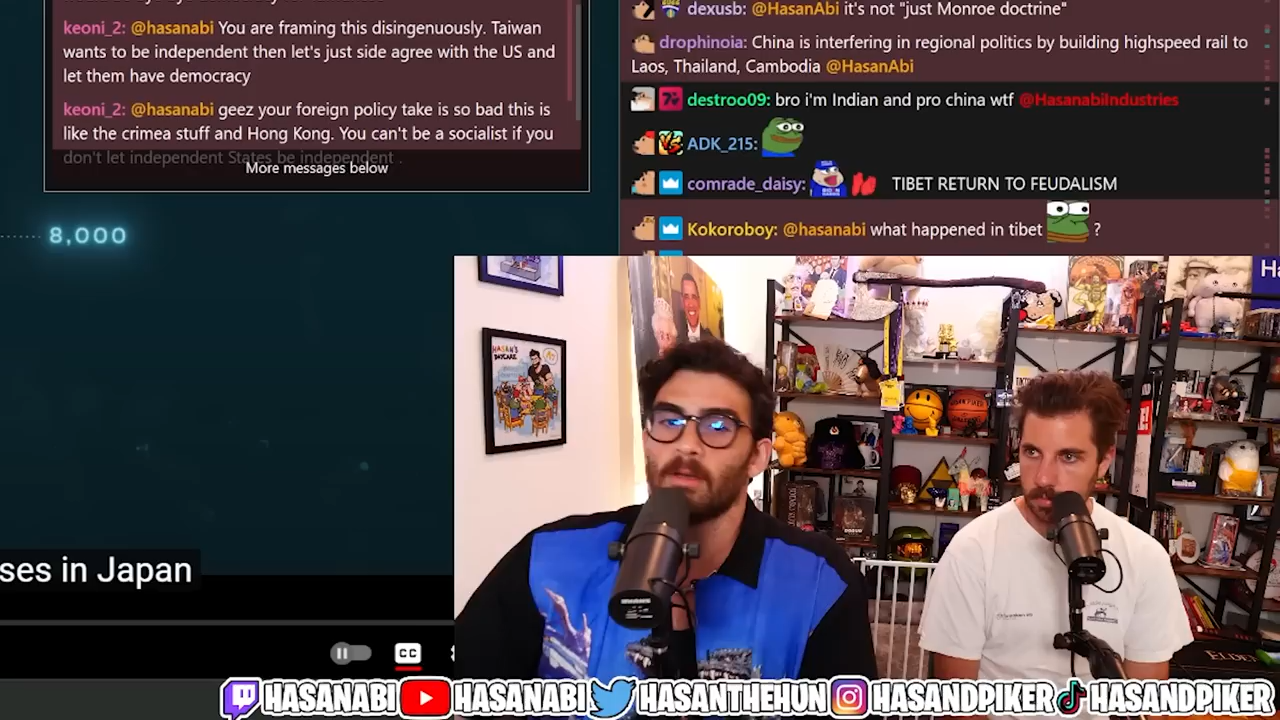 keoni_2: @hasanabi You are framing this disingenuously. Taiwan
wants to be independent then let's just side agree with the US and
let them have democracy
keoni_2: @hasanabi geez your foreign policy take is so bad this is
like the crimea stuff and Hong Kong. You can't be a socialist if you
don't let independent States be independent .
More messages below
dexusb: @HasanAbi it's not "just Monroe doctrine"
drophinoia: China is interfering in regional politics by building highspeed rail to
Laos, Thailand, Cambodia @HasanAbi
destroo09: bro i'm Indian and pro china wtf @HasanabiIndustries
ADK_215:
comrade_daisy: TIBET RETURN TO FEUDALISM
Kokoroboy: @hasanabi what happened in tibet ?
8,000
Ha
HASAN'S
DAYCARE
ses in Japan
CC
ELDE
HASANABI HASANABI HASANTHEHUN HASANDPIKER HASANDPIKER